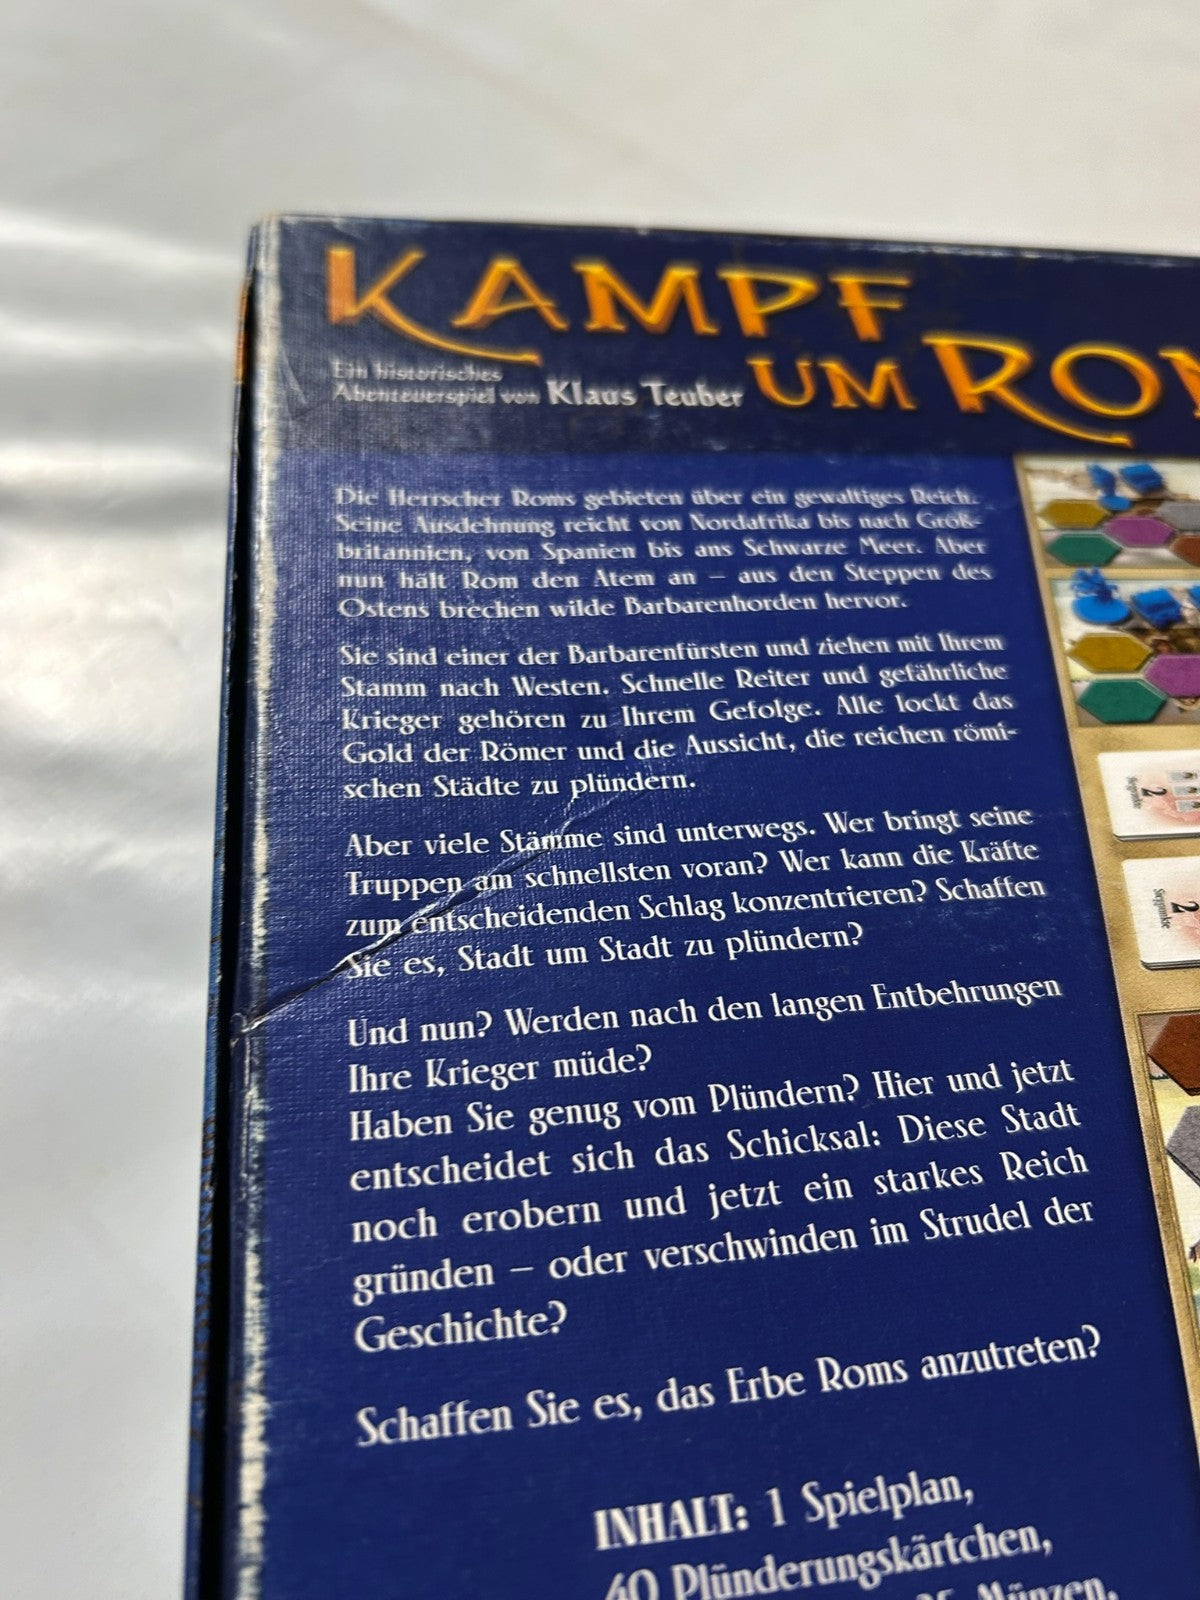 KAMPF
UM ROM
Ein historisches
Abenteuerspiel von Klaus Teuber
Die Herrscher Roms gebieten über ein gewaltiges Reich.
Seine Ausdehnung reicht von Nordafrika bis nach Groß-
britannien, von Spanien bis ans Schwarze Meer. Aber
nun hält Rom den Atem an – aus den Steppen des
Ostens brechen wilde Barbarenhorden hervor.
Sie sind einer der Barbarenfürsten und ziehen mit Ihrem
Stamm nach Westen. Schnelle Reiter und gefährliche
Krieger gehören zu Ihrem Gefolge. Alle lockt das
Gold der Römer und die Aussicht, die reichen römi-
schen Städte zu plündern.
Aber viele Stämme sind unterwegs. Wer bringt seine
Truppen am schnellsten voran? Wer kann die Kräfte
zum entscheidenden Schlag konzentrieren? Schaffen
Sie es, Stadt um Stadt zu plündern?
Und nun? Werden nach den langen Entbehrungen
Ihre Krieger müde?
Haben Sie genug vom Plündern? Hier und jetzt
entscheidet sich das Schicksal: Diese Stadt
noch erobern und jetzt ein starkes Reich
gründen – oder verschwinden im Strudel der
Geschichte?
Schaffen Sie es, das Erbe Roms anzutreten?
INHALT: 1 Spielplan,
40 Plünderungskärtchen,
Münzen,
2
Siegpunkte
2
Siegpunkte